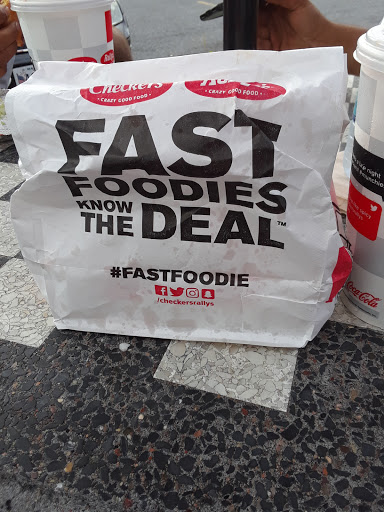 Checkers
CRAZY GOOD FOOD
CRAZY GOOD FOOD
FAST
FOODIES
KNOW
THE DEAL™
#FASTFOODIE
/checkersrallys
Coca-Cola